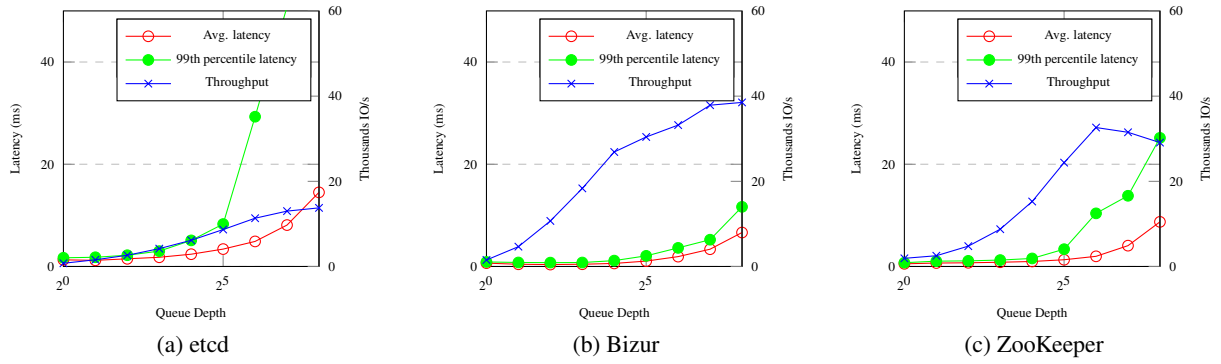 60
40
20
0
40
20
Latency (ms)
Thousands IO/s
Avg. latency
99th percentile latency
Throughput
2^0
2^5
Queue Depth
(a) etcd
60
40
20
0
40
20
Latency (ms)
Thousands IO/s
Avg. latency
99th percentile latency
Throughput
2^0
2^5
Queue Depth
(b) Bizur
60
40
20
0
40
20
Latency (ms)
Thousands IO/s
Avg. latency
99th percentile latency
Throughput
2^0
2^5
Queue Depth
(c) ZooKeeper